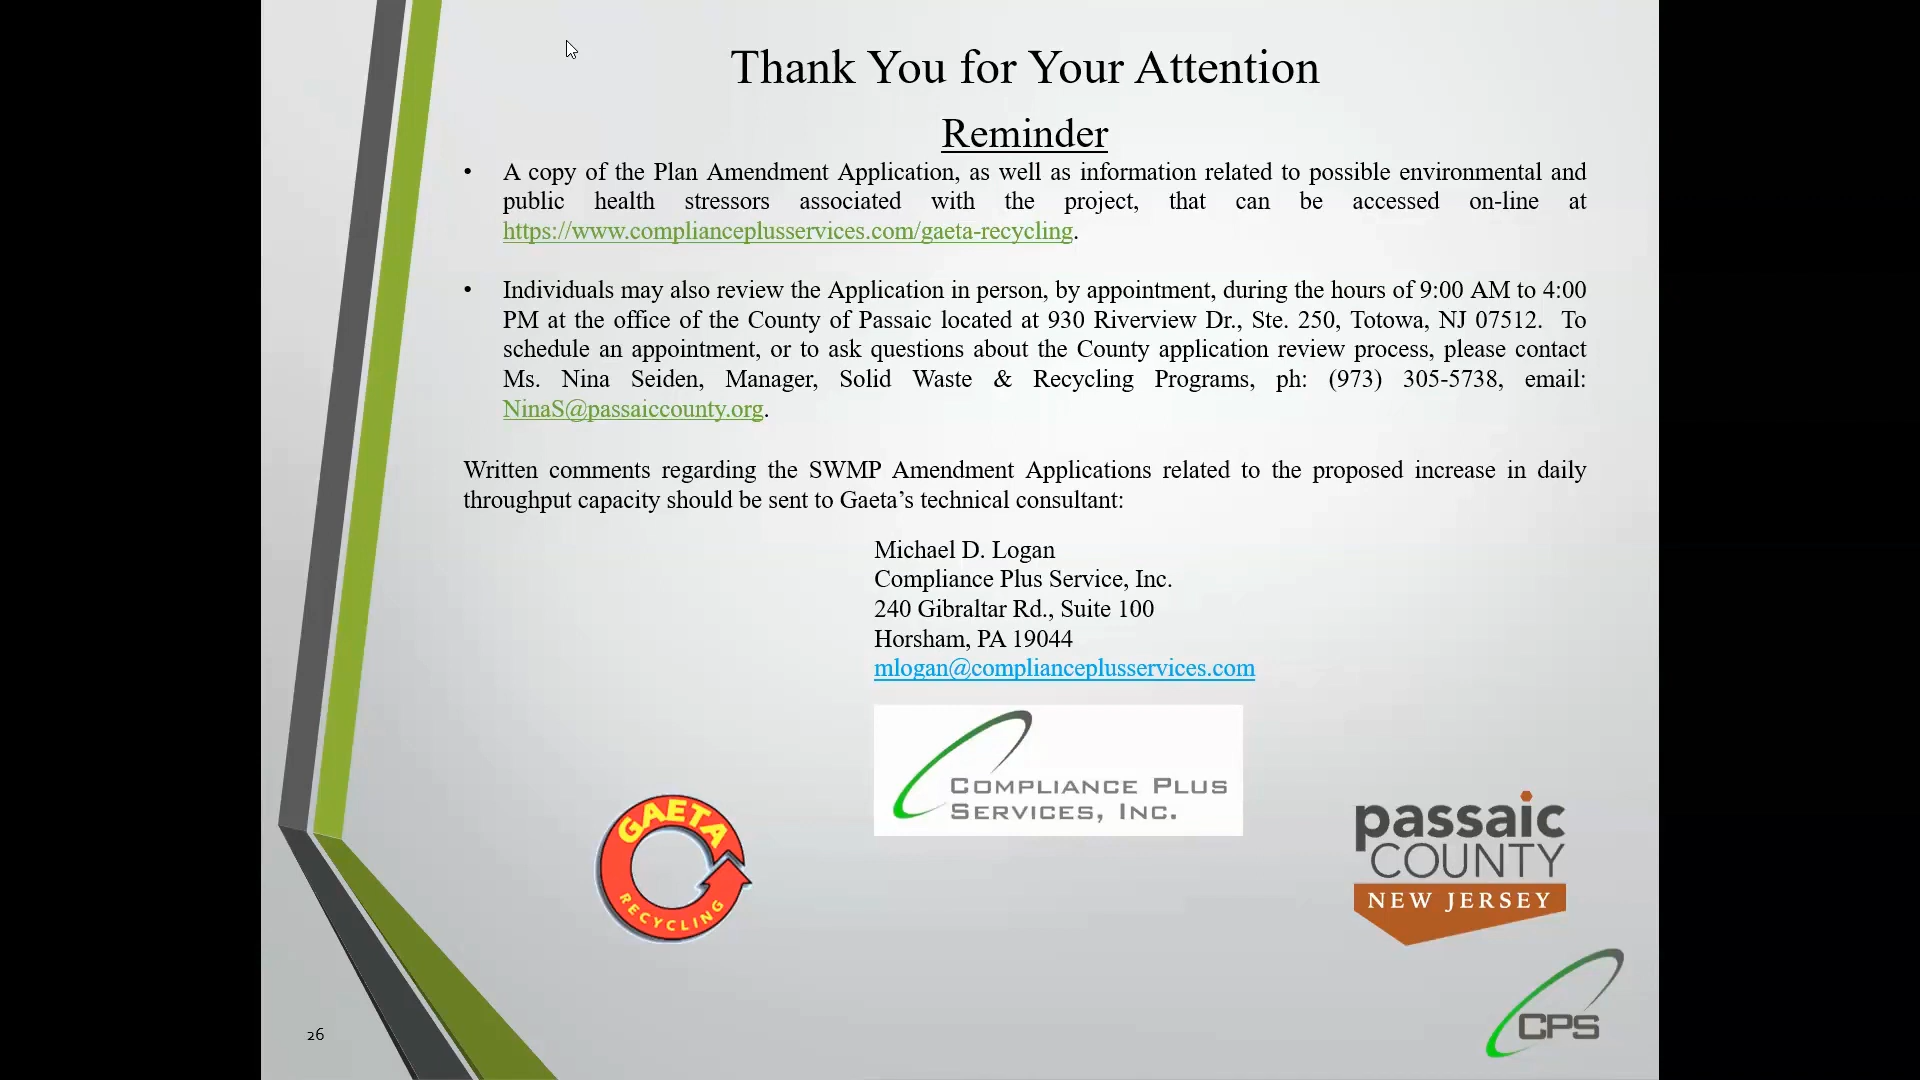 Thank You for Your Attention
Reminder
• A copy of the Plan Amendment Application, as well as information related to possible environmental and
public health stressors associated with the project, that can be accessed on-line at
https://www.complianceplusservices.com/gaeta-recycling.
• Individuals may also review the Application in person, by appointment, during the hours of 9:00 AM to 4:00
PM at the office of the County of Passaic located at 930 Riverview Dr., Ste. 250, Totowa, NJ 07512. To
schedule an appointment, or to ask questions about the County application review process, please contact
Ms. Nina Seiden, Manager, Solid Waste & Recycling Programs, ph: (973) 305-5738, email:
NinaS@passaiccounty.org.
Written comments regarding the SWMP Amendment Applications related to the proposed increase in daily
throughput capacity should be sent to Gaeta’s technical consultant:
Michael D. Logan
Compliance Plus Service, Inc.
240 Gibraltar Rd., Suite 100
Horsham, PA 19044
mlogan@complianceplusservices.com
COMPLIANCE PLUS
SERVICES, INC.
GAETA
RECYCLING
passaic
COUNTY
NEW JERSEY
CPS
26